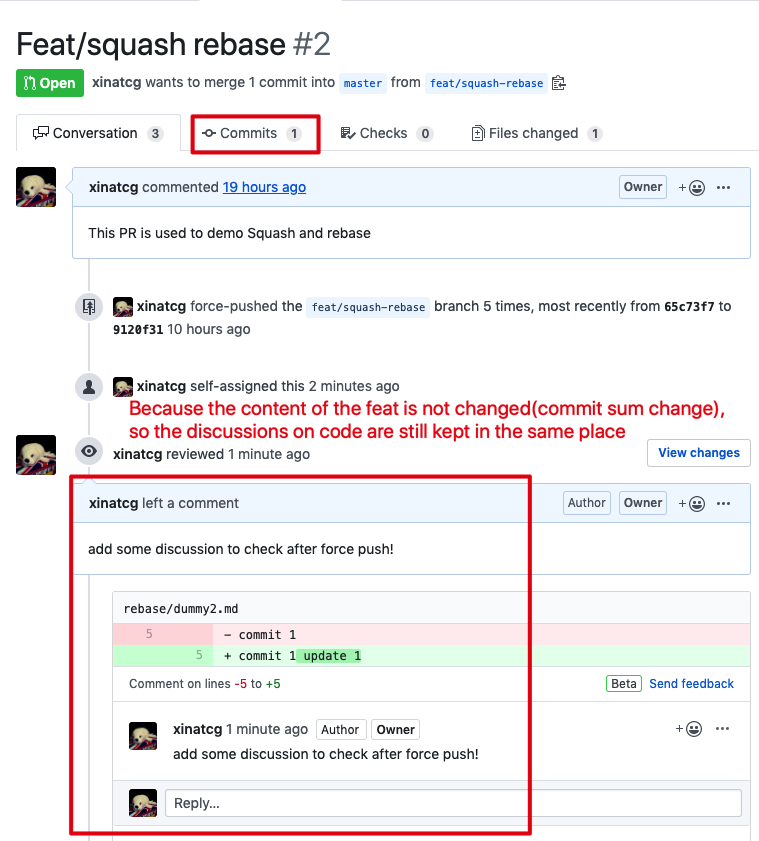 Feat/squash rebase #2
Open xinatcg wants to merge 1 commit into master from feat/squash-rebase
Conversation 3 Commits 1 Checks 0 Files changed 1
xinatcg commented 19 hours ago Owner
This PR is used to demo Squash and rebase
xinatcg force-pushed the feat/squash-rebase branch 5 times, most recently from 65c73f7 to
9120f31 10 hours ago
xinatcg self-assigned this 2 minutes ago
Because the content of the feat is not changed(commit sum change),
so the discussions on code are still kept in the same place
xinatcg reviewed 1 minute ago View changes
xinatcg left a comment Author Owner
add some discussion to check after force push!
rebase/dummy2.md
5 - commit 1
5 + commit 1 update 1
Comment on lines -5 to +5 Beta Send feedback
xinatcg 1 minute ago Author Owner
add some discussion to check after force push!
Reply...